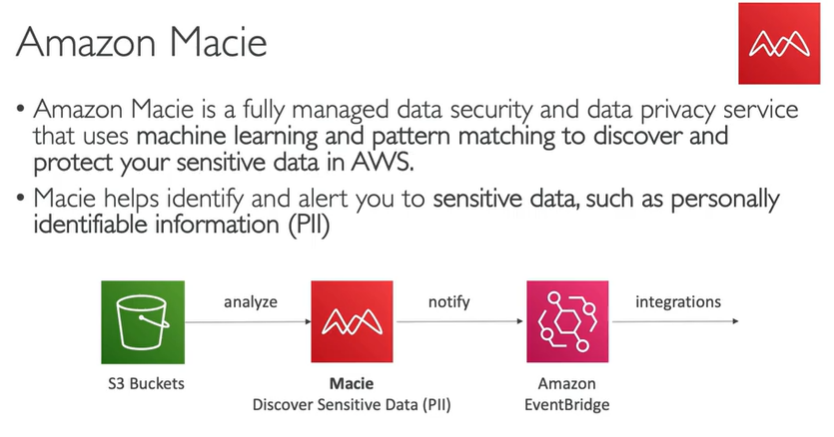 Amazon Macie
• Amazon Macie is a fully managed data security and data privacy service
that uses machine learning and pattern matching to discover and
protect your sensitive data in AWS.
• Macie helps identify and alert you to sensitive data, such as personally
identifiable information (PII)
analyze
notify
integrations
S3 Buckets
Macie
Discover Sensitive Data (PII)
Amazon
EventBridge